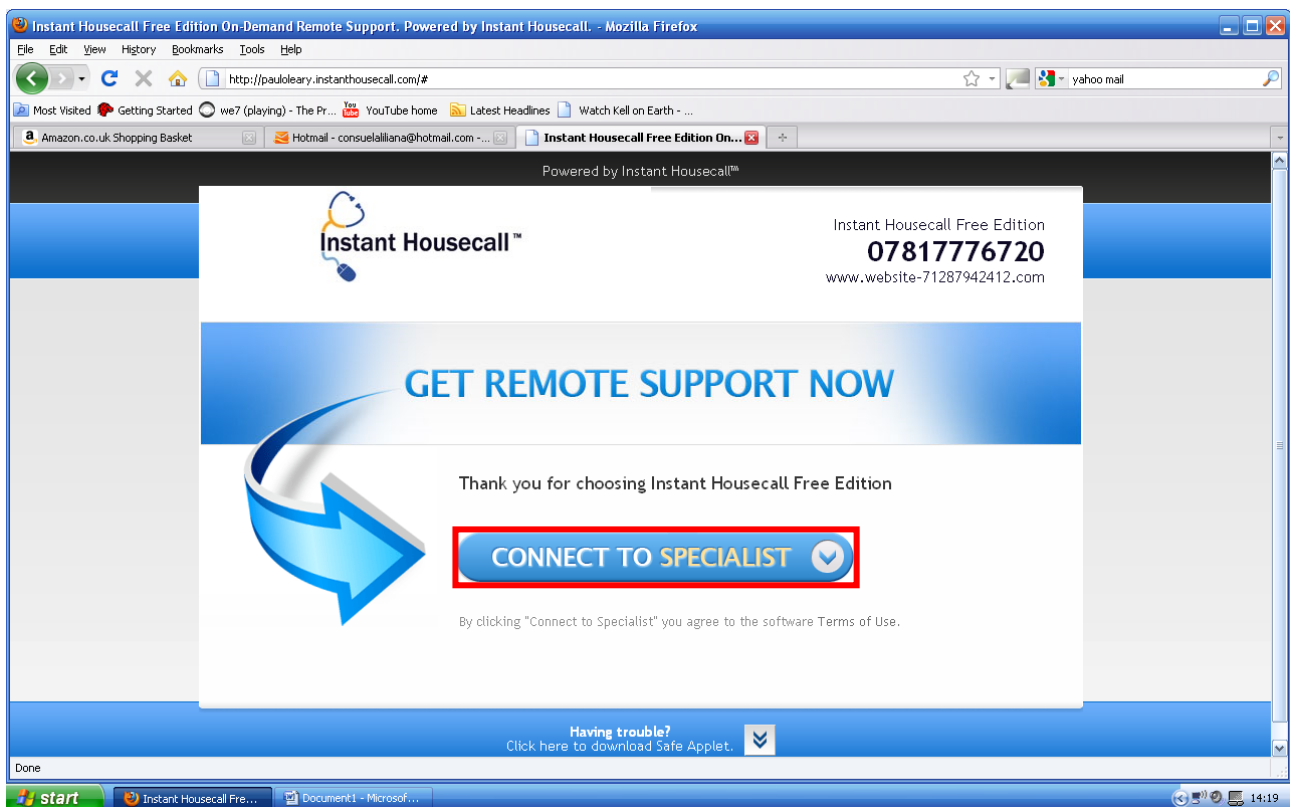 Instant Housecall Free Edition On-Demand Remote Support. Powered by Instant Housecall. - Mozilla Firefox
File Edit View History Bookmarks Tools Help
http://pauloleary.instanthousecall.com/# yahoo mail
Most Visited Getting Started we7 (playing) - The Pr... YouTube home Latest Headlines Watch Kell on Earth - ...
Amazon.co.uk Shopping Basket Hotmail - consuelaliliana@hotmail.com -... Instant Housecall Free Edition On...
Powered by Instant Housecall™
Instant Housecall™
Instant Housecall Free Edition
07817776720
www.website-71287942412.com
GET REMOTE SUPPORT NOW
Thank you for choosing Instant Housecall Free Edition
CONNECT TO SPECIALIST
By clicking "Connect to Specialist" you agree to the software Terms of Use.
Having trouble?
Click here to download Safe Applet.
Done
start Instant Housecall Fre... Document1 - Microsof... 14:19